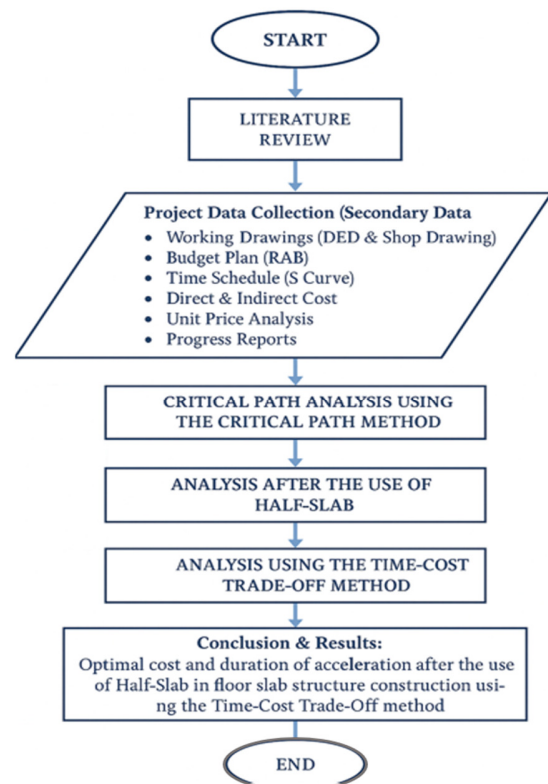 START
LITERATURE
REVIEW
Project Data Collection (Secondary Data
• Working Drawings (DED & Shop Drawing)
• Budget Plan (RAB)
• Time Schedule (S Curve)
• Direct & Indirect Cost
• Unit Price Analysis
• Progress Reports
CRITICAL PATH ANALYSIS USING
THE CRITICAL PATH METHOD
ANALYSIS AFTER THE USE OF
HALF-SLAB
ANALYSIS USING THE TIME-COST
TRADE-OFF METHOD
Conclusion & Results:
Optimal cost and duration of acceleration after the use
of Half-Slab in floor slab structure construction usi-
ng the Time-Cost Trade-Off method
END